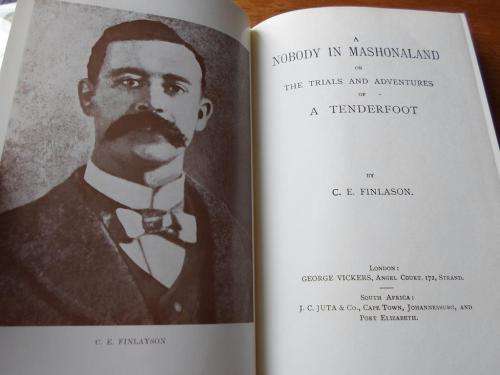 C. E. FINLAYSON
A
NOBODY IN MASHONALAND
OR
THE TRIALS AND ADVENTURES
OF
A TENDERFOOT
BY
C. E. FINLASON.
LONDON:
GEORGE VICKERS, ANGEL COURT, 172, STRAND.
SOUTH AFRICA:
J. C. JUTA & CO., CAPE TOWN, JOHANNESBURG, AND
PORT ELIZABETH.